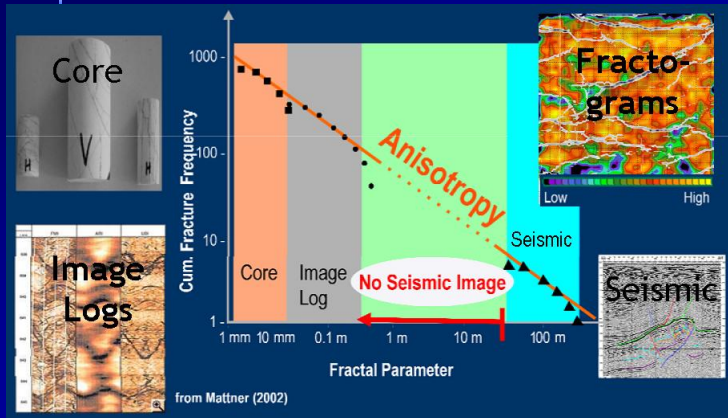 Core
H
V
H
Image
Logs
Cum. Fracture Frequency
1000 -
100 -
10 -
1 -
Core
Image
Log
No Seismic Image
Anisotropy
Seismic
1 mm
10 mm
0.1 m
1 m
10 m
100 m
Fractal Parameter
from Mattner (2002)
Fracto-
grams
Low
High
Seismic